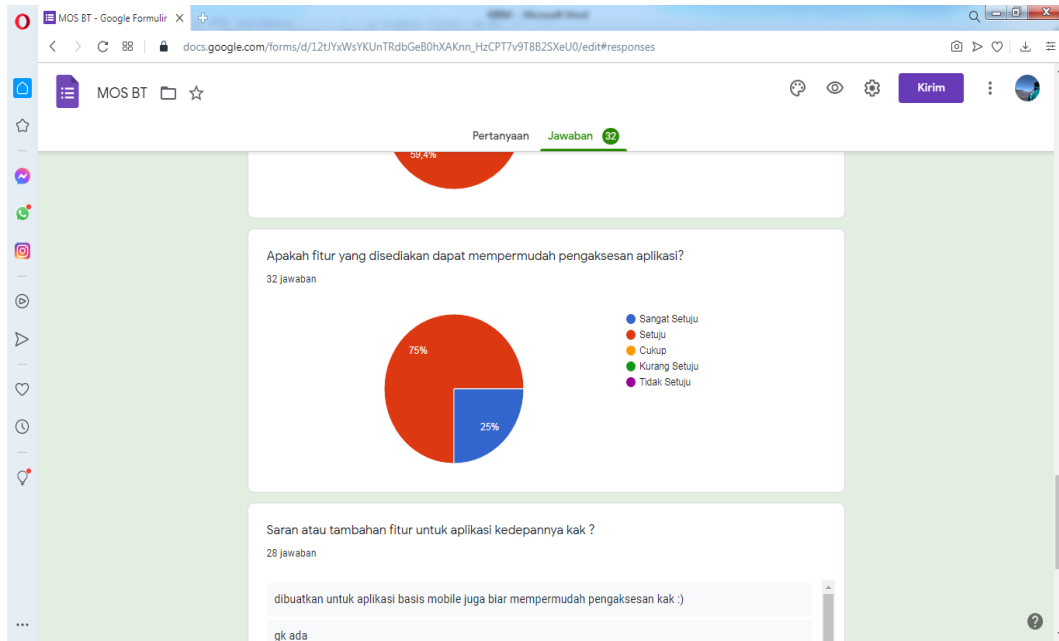 MOS BT - Google Formulir
docs.google.com/forms/d/12tJYxWsYKUnTRdbGeB0hXAKnn_HzCPT7v9T8B2SXeU0/edit#responses
MOS BT
Kirim
Pertanyaan Jawaban 32
59,4%
Apakah fitur yang disediakan dapat mempermudah pengaksesan aplikasi?
32 jawaban
75%
25%
Sangat Setuju
Setuju
Cukup
Kurang Setuju
Tidak Setuju
Saran atau tambahan fitur untuk aplikasi kedepannya kak ?
28 jawaban
dibuatkan untuk aplikasi basis mobile juga biar mempermudah pengaksesan kak :)
gk ada